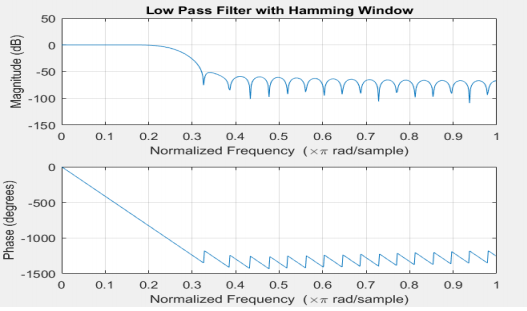 Low Pass Filter with Hamming Window
50
0
-50
-100
-150
Magnitude (dB)
0 0.1 0.2 0.3 0.4 0.5 0.6 0.7 0.8 0.9 1
Normalized Frequency (×π rad/sample)
0
-500
-1000
-1500
Phase (degrees)
0 0.1 0.2 0.3 0.4 0.5 0.6 0.7 0.8 0.9 1
Normalized Frequency (×π rad/sample)